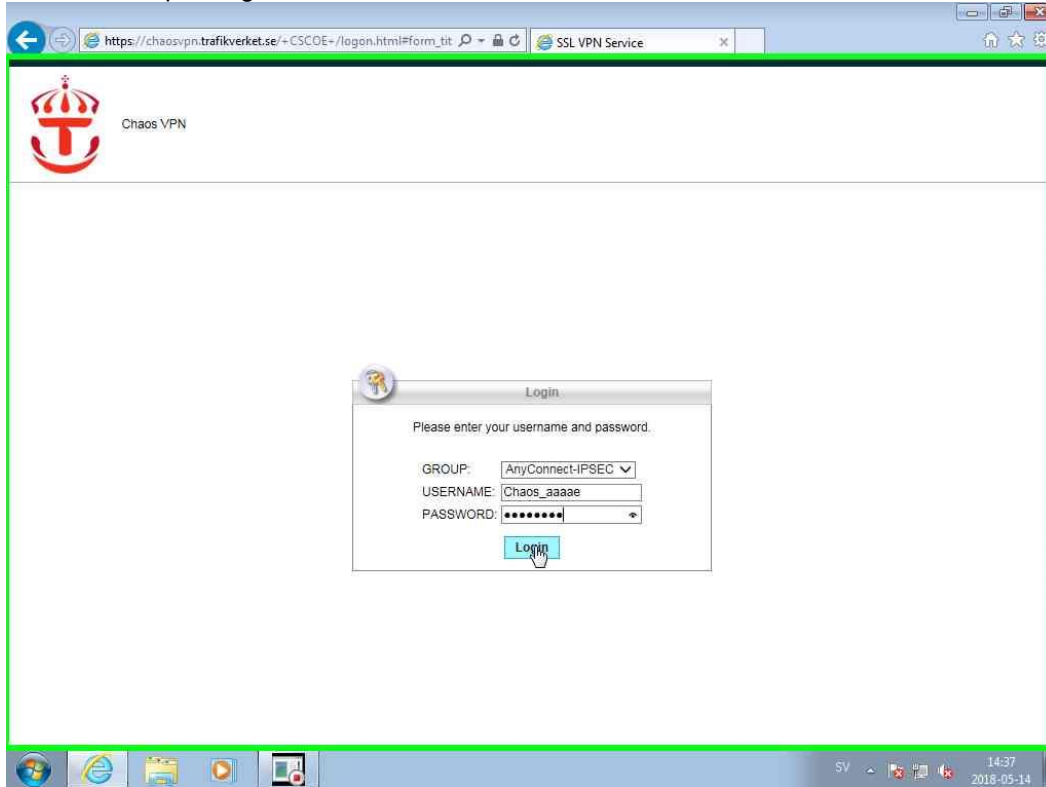 https://chaosvpn.trafikverket.se/+CSCOE+/logon.html#form_tit
SSL VPN Service
Chaos VPN
Login
Please enter your username and password.
GROUP: AnyConnect-IPSEC
USERNAME: Chaos_aaaae
PASSWORD: ••••••••
Login
SV
14:37
2018-05-14